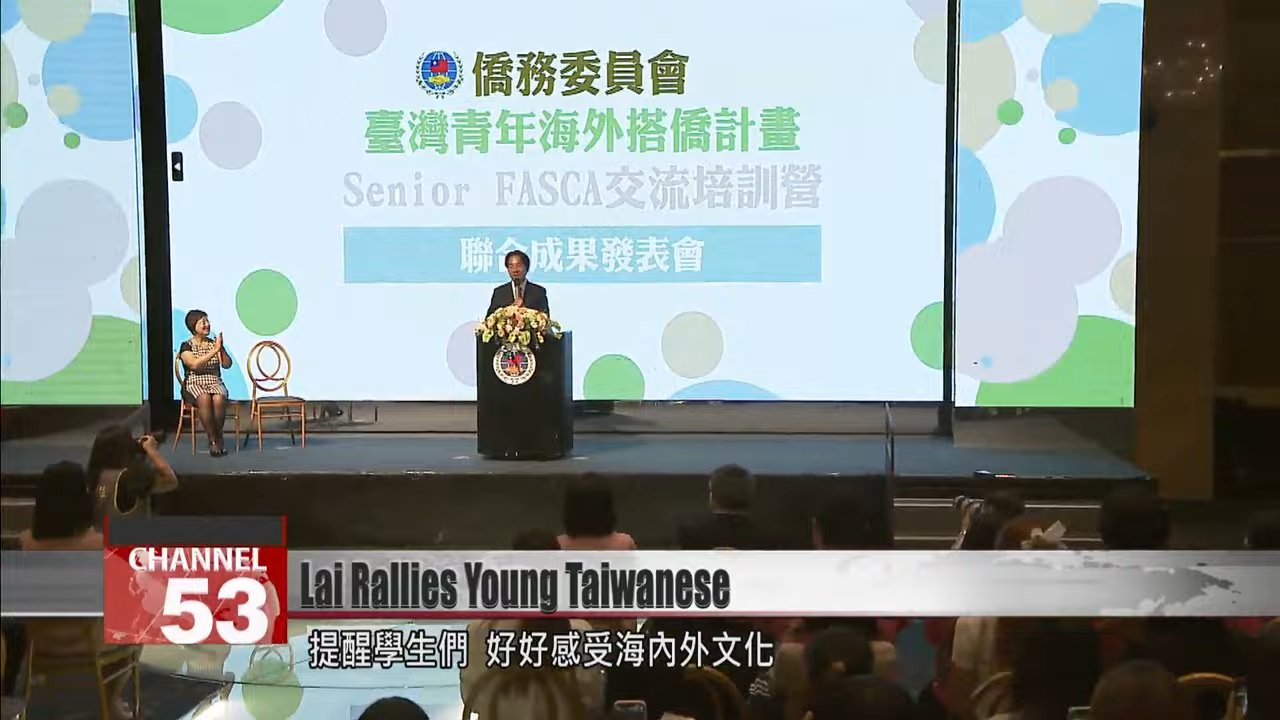 僑務委員會
臺灣青年海外搭僑計畫
Senior FASCA交流培訓營
聯合成果發表會
CHANNEL
53
Lai Rallies Young Taiwanese
提醒學生們 好好感受海內外文化